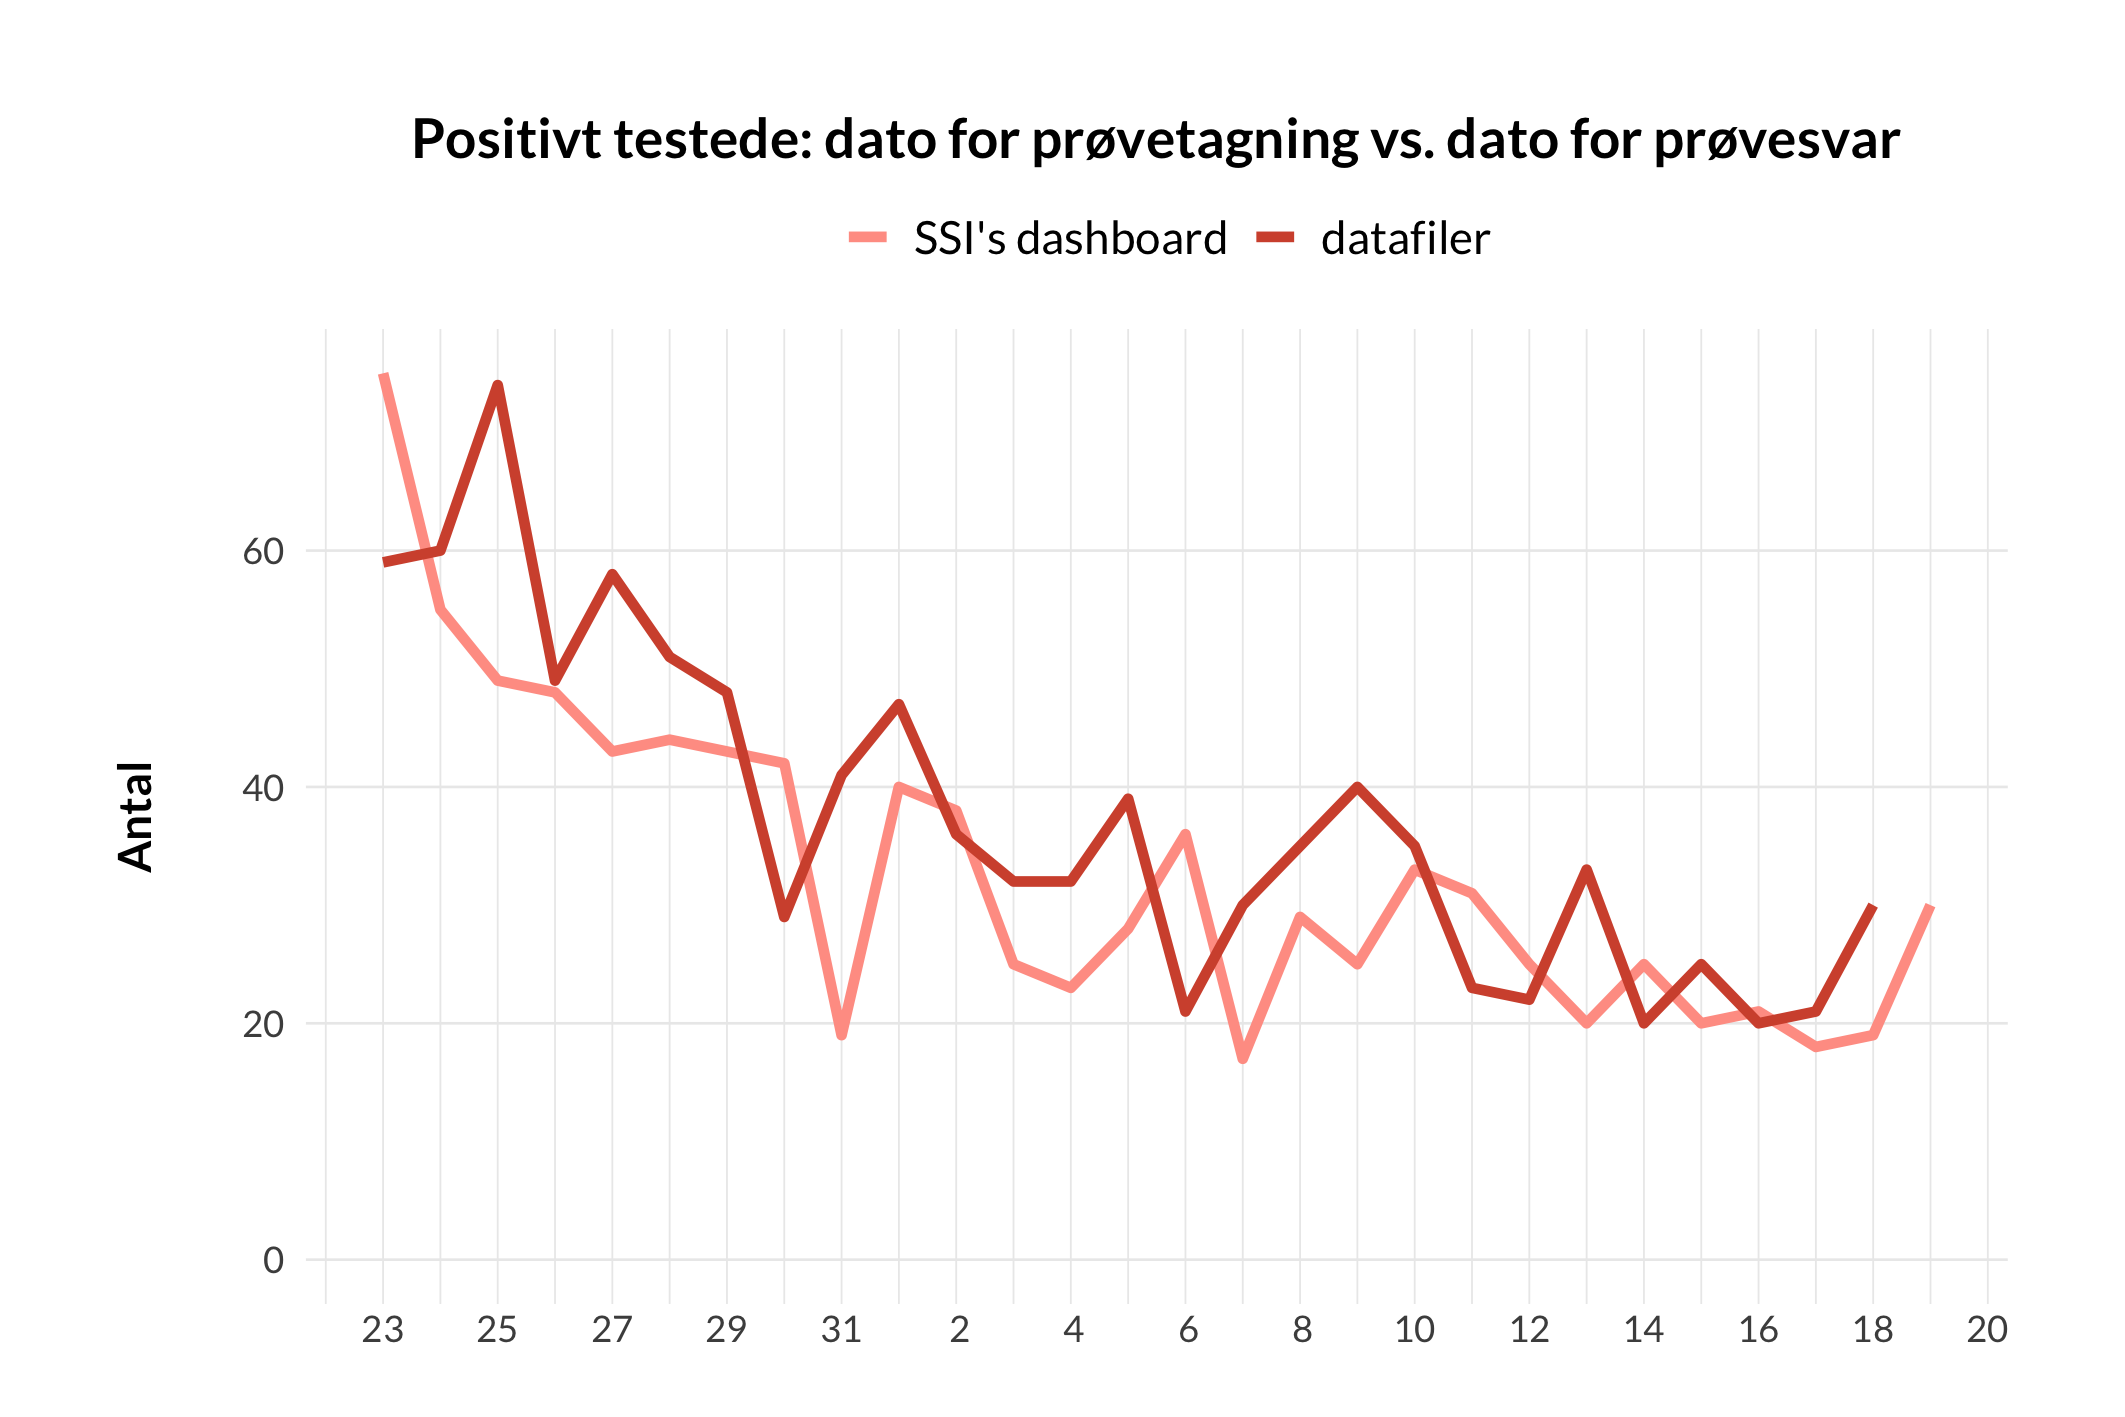 Positivt testede: dato for prøvetagning vs. dato for prøvesvar
SSI's dashboard datafiler
Antal
60
40
20
0
23 25 27 29 31 2 4 6 8 10 12 14 16 18 20